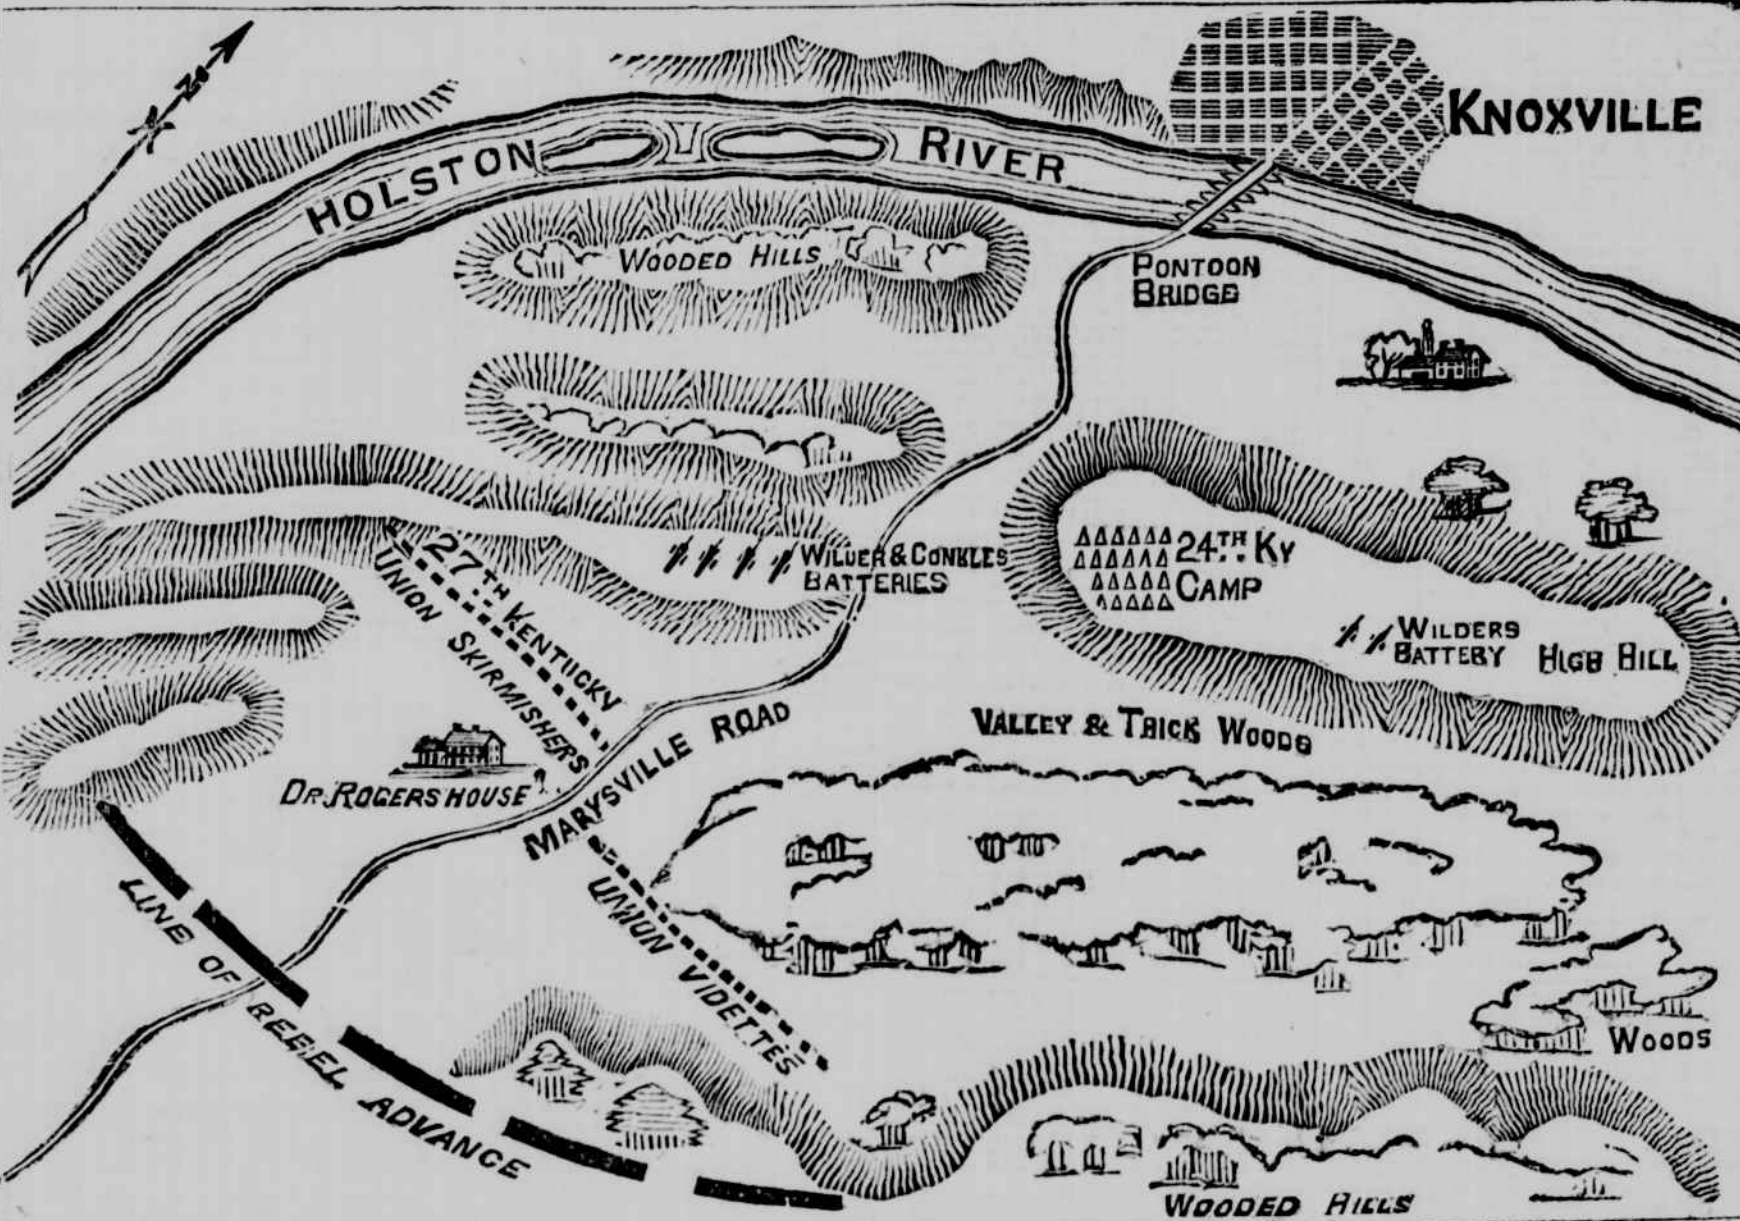 N
KNOXVILLE
HOLSTON RIVER
WOODED HILLS
PONTOON
BRIDGE
27TH KENTUCKY
UNION SKIRMISHERS
WILDER & CONKLES
BATTERIES
24TH KY
CAMP
WILDERS
BATTERY
HIGH HILL
VALLEY & THICK WOODS
DR. ROGERS HOUSE
MARYSVILLE ROAD
UNION VIDETTES
LINE OF REBEL ADVANCE
WOODS
WOODED HILLS